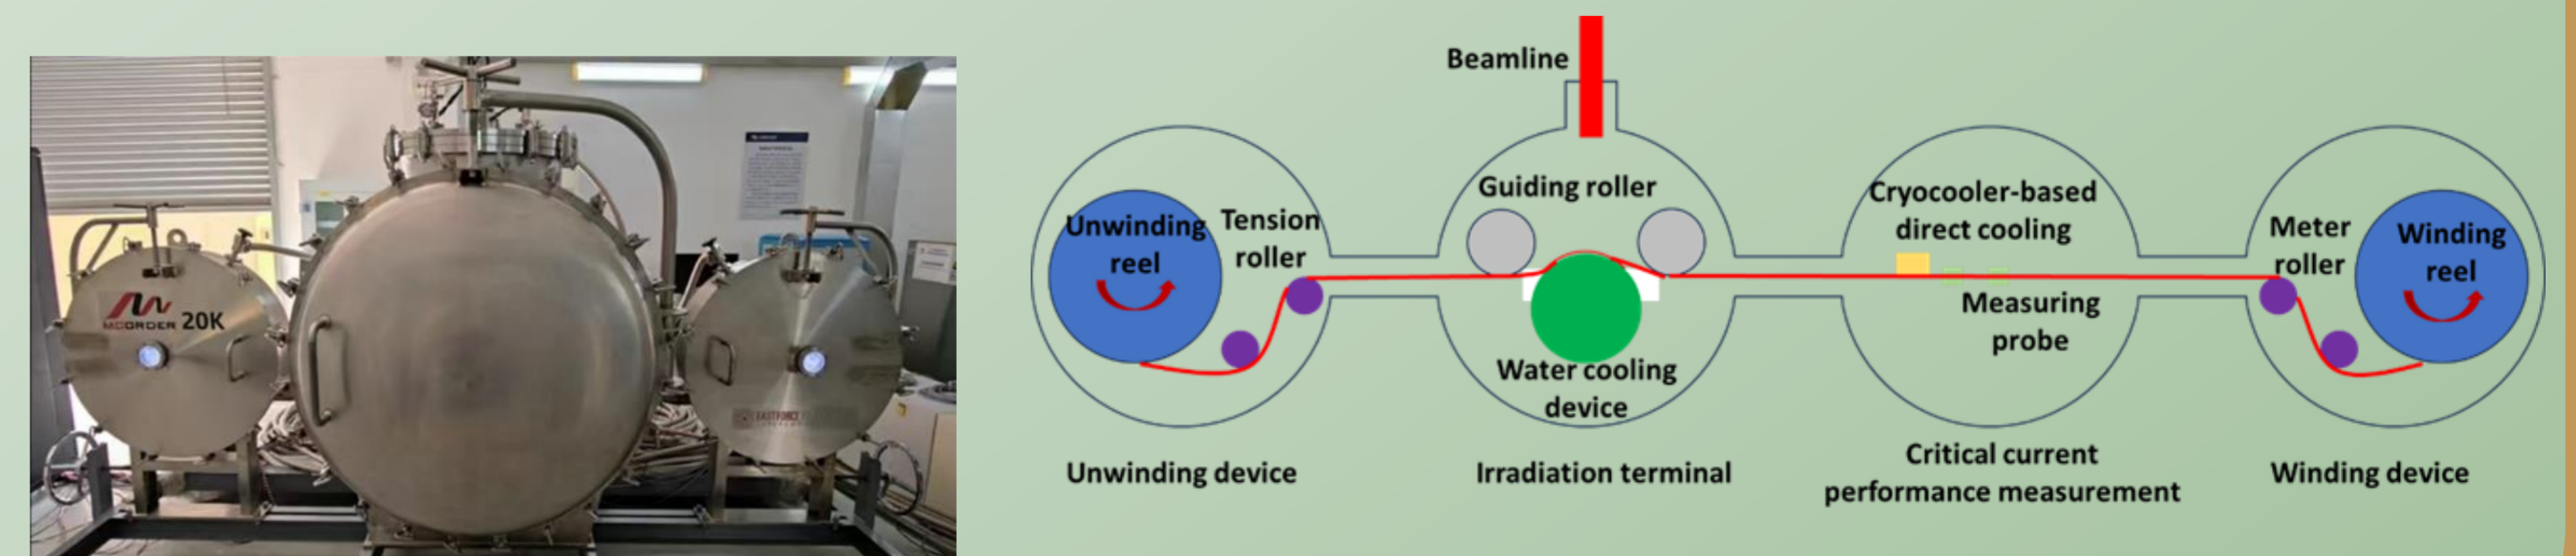 MCORDER 20K
EASTFORCE
Beamline
Guiding roller
Unwinding
reel
Tension
roller
Water cooling
device
Cryocooler-based
direct cooling
Measuring
probe
Meter
roller
Winding
reel
Unwinding device
Irradiation terminal
Critical current
performance measurement
Winding device